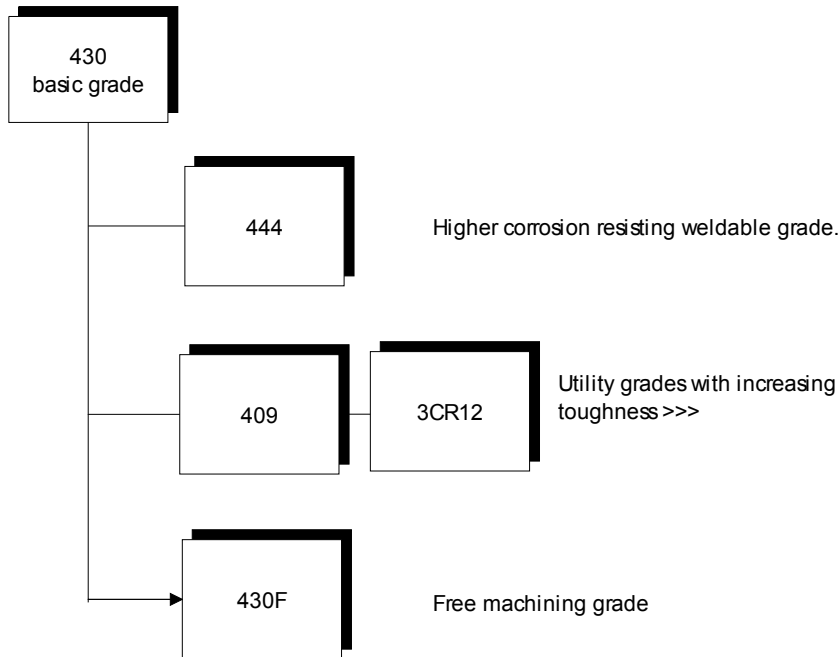 430
basic grade
444
Higher corrosion resisting weldable grade.
409
3CR12
Utility grades with increasing
toughness >>>
430F
Free machining grade